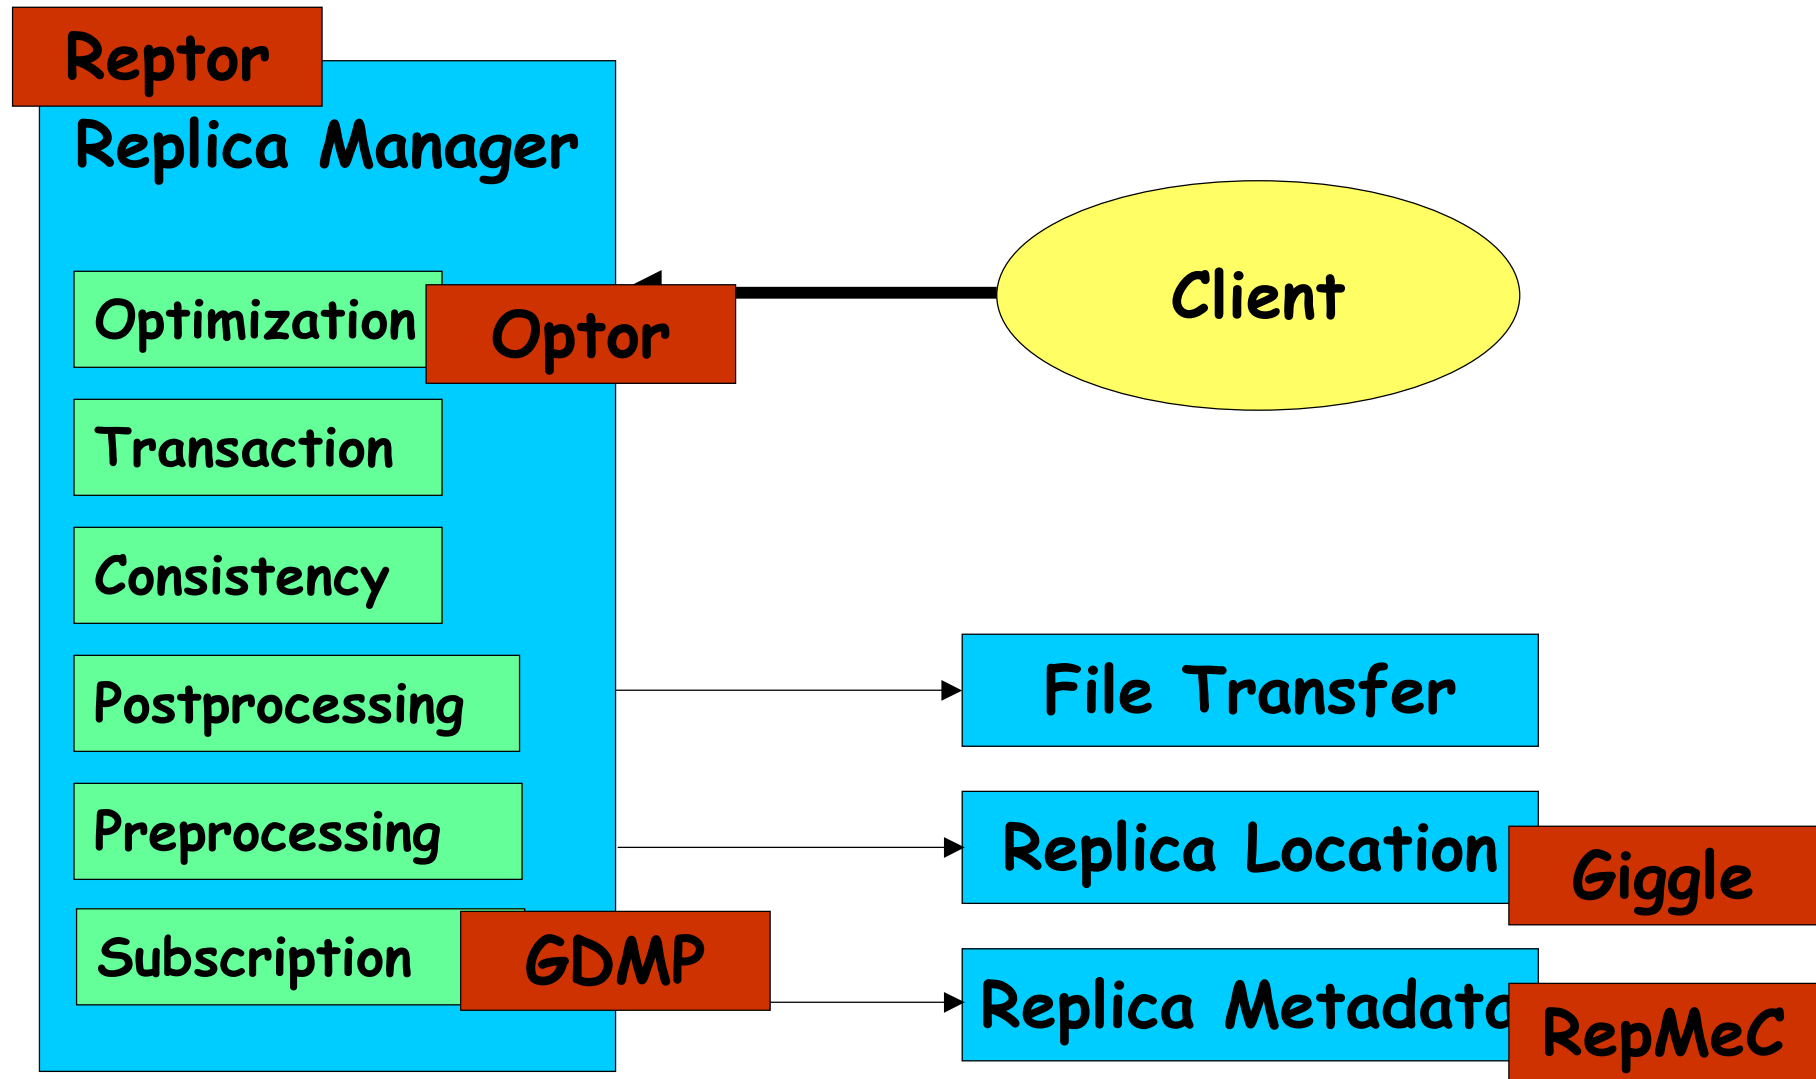 Reptor
Replica Manager
Optimization
Optor
Client
Transaction
Consistency
Postprocessing
File Transfer
Preprocessing
Replica Location
Giggle
Subscription
GDMP
Replica Metadata
RepMeC